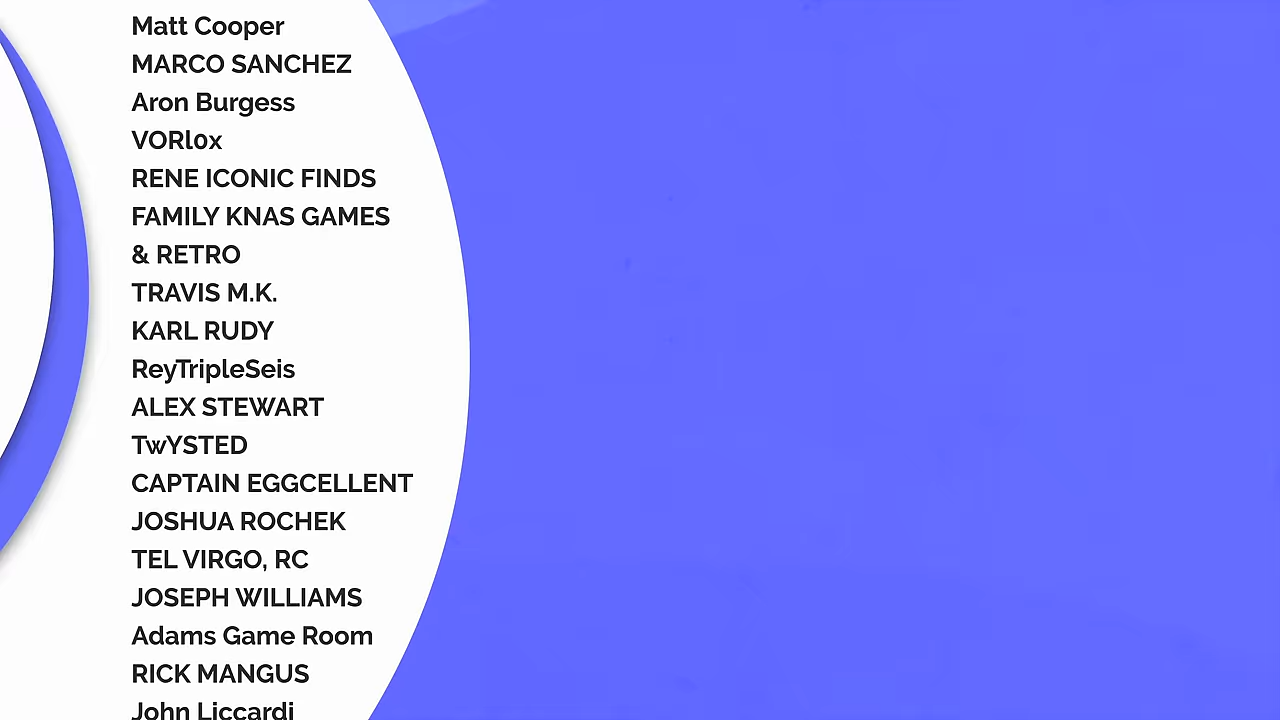 Matt Cooper
MARCO SANCHEZ
Aron Burgess
VORl0x
RENE ICONIC FINDS
FAMILY KNAS GAMES
& RETRO
TRAVIS M.K.
KARL RUDY
ReyTripleSeis
ALEX STEWART
TwYSTED
CAPTAIN EGGCELLENT
JOSHUA ROCHEK
TEL VIRGO, RC
JOSEPH WILLIAMS
Adams Game Room
RICK MANGUS
John Liccardi